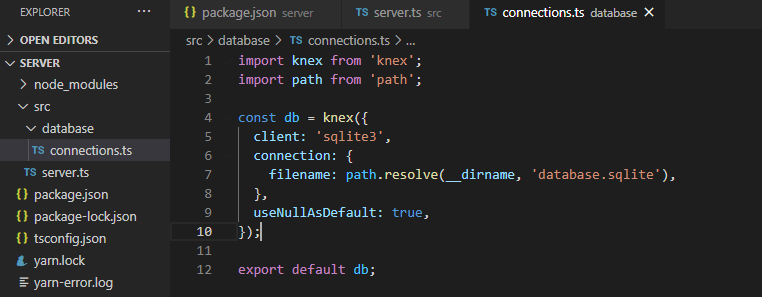 EXPLORER ...
{} package.json server TS server.ts src TS connections.ts database ×
> OPEN EDITORS
src > database > TS connections.ts > ...
SERVER
node_modules
src
database
TS connections.ts
TS server.ts
{} package.json
{} package-lock.json
tsconfig.json
yarn.lock
yarn-error.log
1 import knex from 'knex';
2 import path from 'path';
3
4 const db = knex({
5 client: 'sqlite3',
6 connection: {
7 filename: path.resolve(__dirname, 'database.sqlite'),
8 },
9 useNullAsDefault: true,
10 });
11
12 export default db;